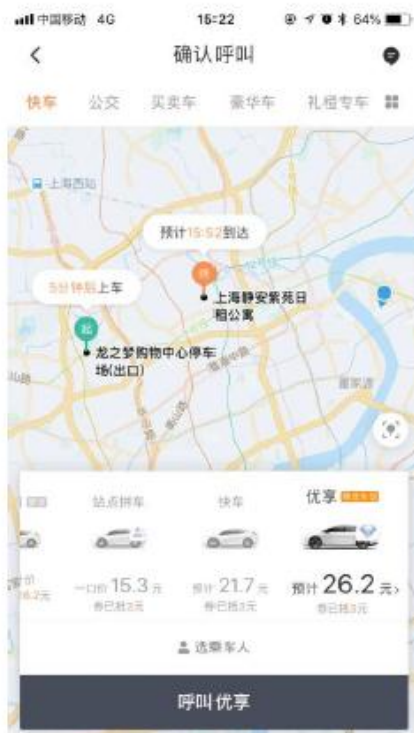 中国移动 4G 15:22 64%
确认呼叫
快车 公交 买卖车 豪华车 礼橙专车
上海西站
预计15:52到达
5分钟后上车
终
上海静安紫苑日
租公寓
起
龙之梦购物中心停车
场(出口)
陆家嘴
站点拼车 快车 优享
一口价 15.3 元 预计 21.7 元 预计 26.2 元
券已抵3元 券已抵3元 券已抵3元
选乘车人
呼叫优享